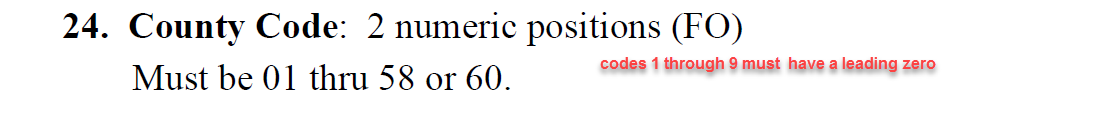 24. County Code: 2 numeric positions (FO)
codes 1 through 9 must have a leading zero
Must be 01 thru 58 or 60.